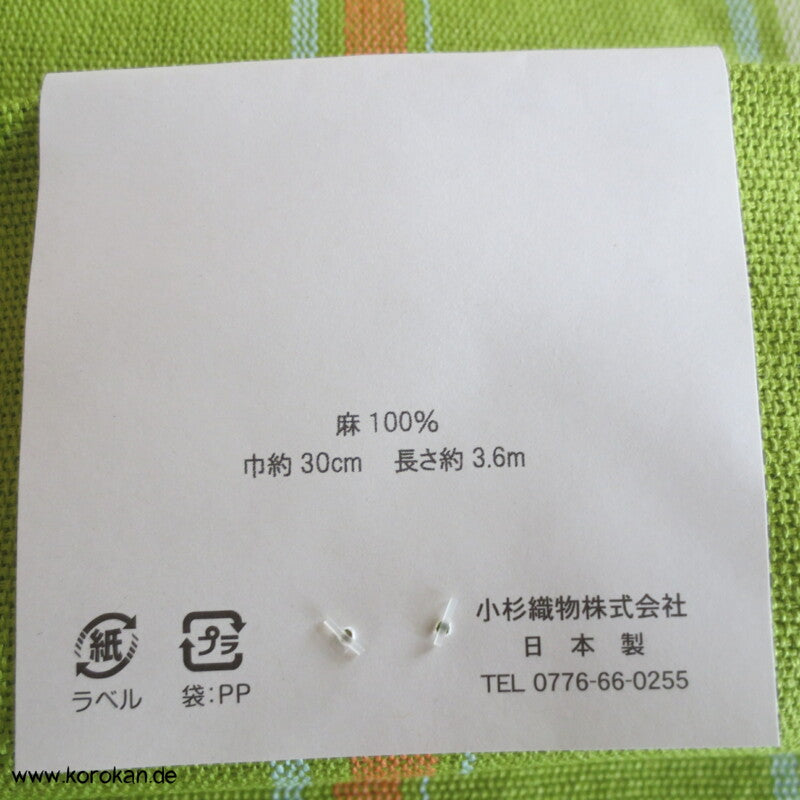 麻 100%
巾約 30cm 長さ約 3.6m
紙
ラベル
プラ
袋:PP
小杉織物株式会社
日本製
TEL 0776-66-0255
www.korokan.de